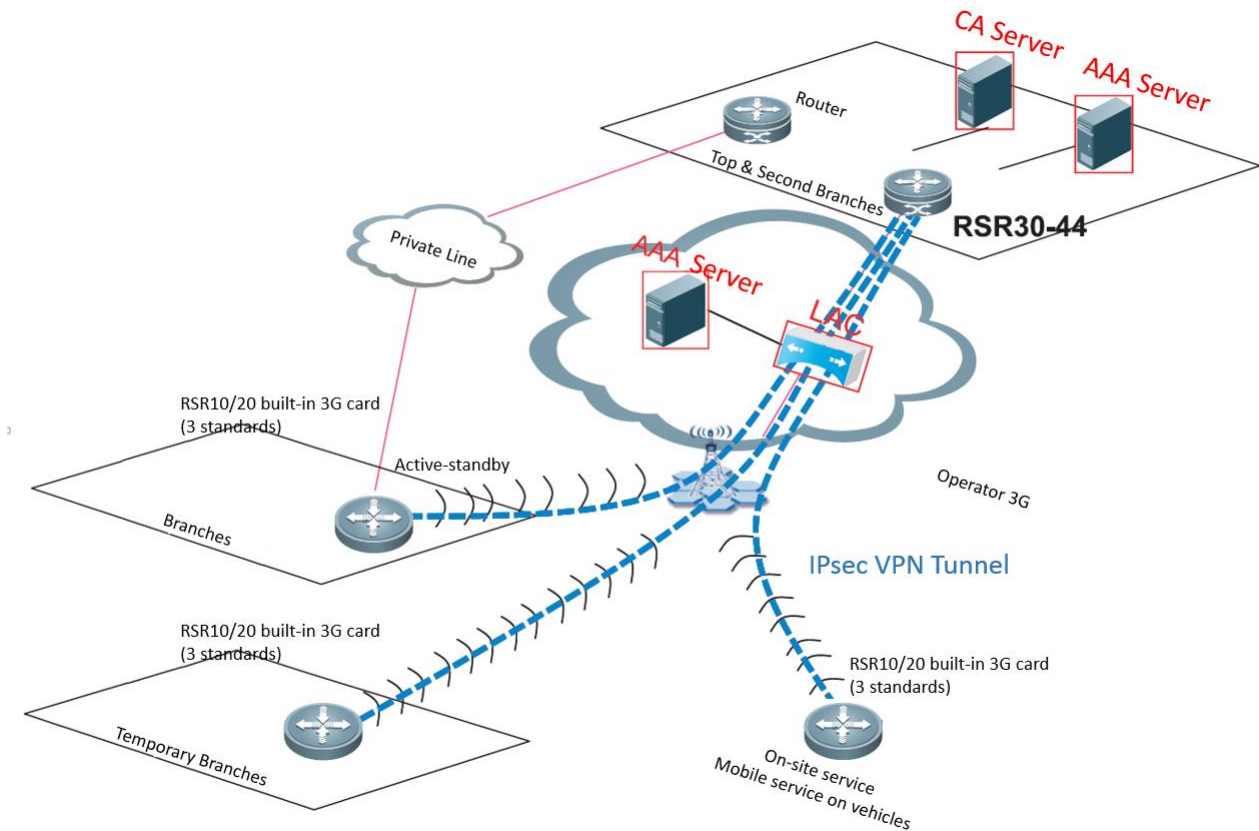 CA Server
AAA Server
Router
Top & Second Branches
RSR30-44
Private Line
AAA Server
LAC
RSR10/20 built-in 3G card
(3 standards)
Active-standby
Operator 3G
Branches
IPsec VPN Tunnel
RSR10/20 built-in 3G card
(3 standards)
RSR10/20 built-in 3G card
(3 standards)
Temporary Branches
On-site service
Mobile service on vehicles